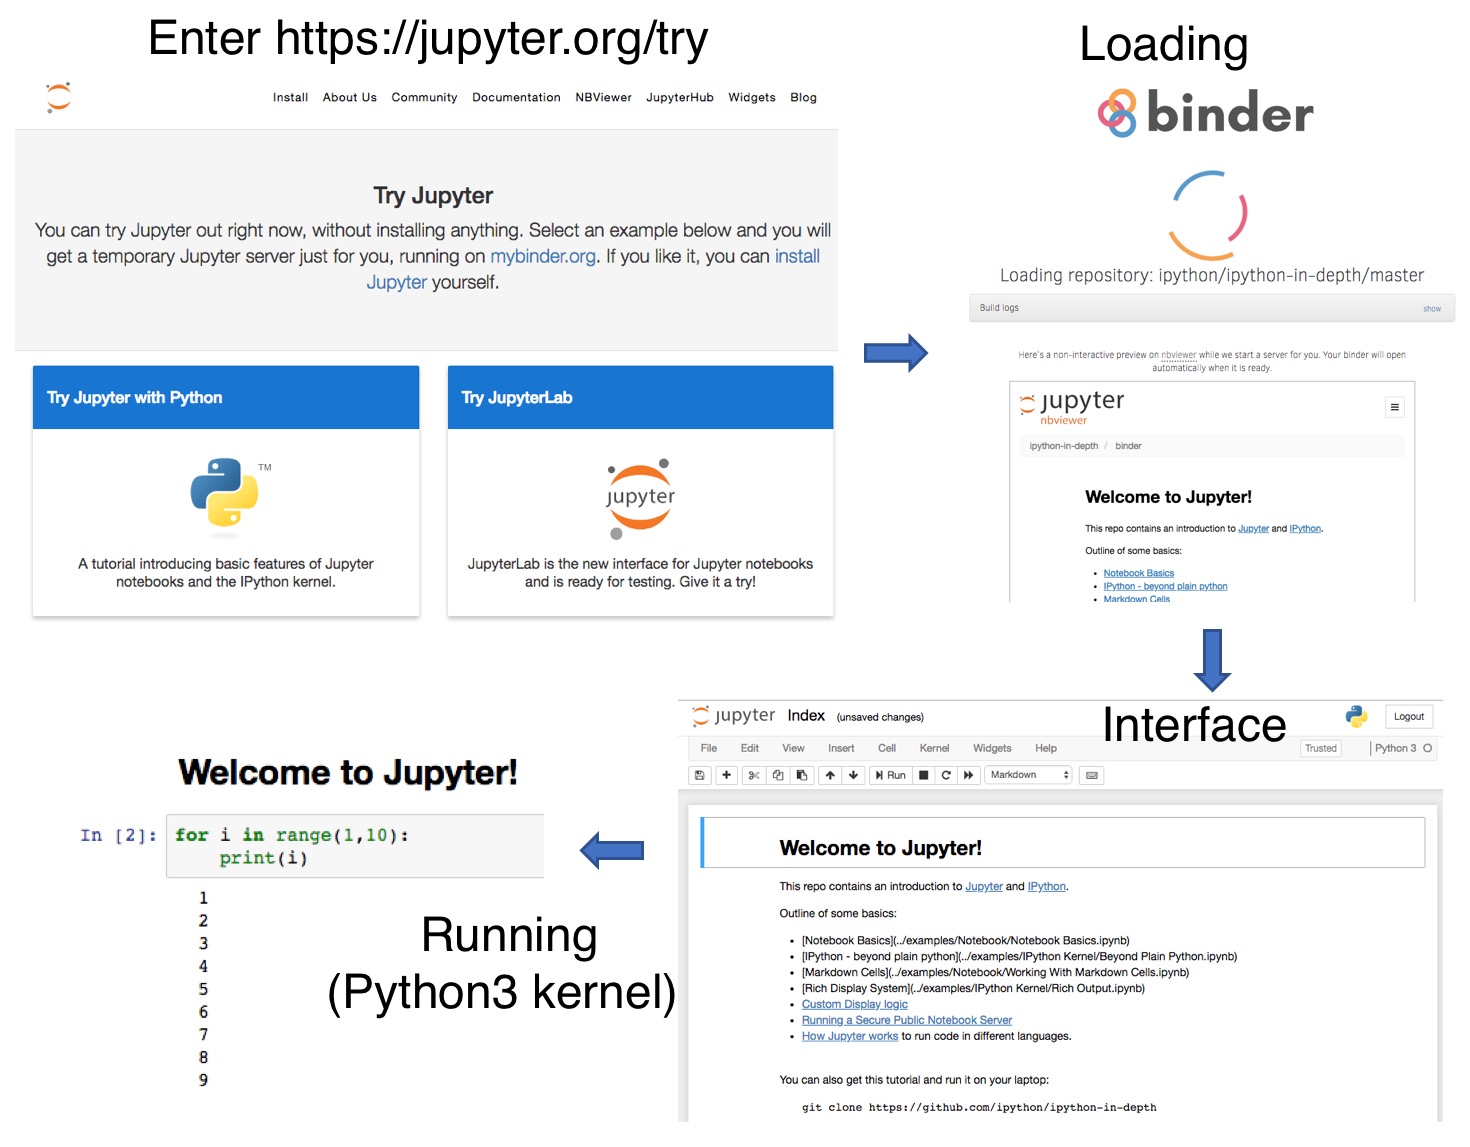 Enter https://jupyter.org/try
Install About Us Community Documentation NBViewer JupyterHub Widgets Blog
Try Jupyter
You can try Jupyter out right now, without installing anything. Select an example below and you will
get a temporary Jupyter server just for you, running on mybinder.org. If you like it, you can install
Jupyter yourself.
Try Jupyter with Python
TM
A tutorial introducing basic features of Jupyter
notebooks and the IPython kernel.
Try JupyterLab
jupyter
JupyterLab is the new interface for Jupyter notebooks
and is ready for testing. Give it a try!
Loading
binder
Loading repository: ipython/ipython-in-depth/master
Build logs show
Here's a non-interactive preview on nbviewer while we start a server for you. Your binder will open
automatically when it is ready.
jupyter
nbviewer
ipython-in-depth / binder
Welcome to Jupyter!
This repo contains an introduction to Jupyter and IPython.
Outline of some basics:
• Notebook Basics
• IPython - beyond plain python
• Markdown Cells
Interface
jupyter Index (unsaved changes) Logout
File Edit View Insert Cell Kernel Widgets Help Trusted Python 3
Run Markdown
Welcome to Jupyter!
This repo contains an introduction to Jupyter and IPython.
Outline of some basics:
• [Notebook Basics](../examples/Notebook/Notebook Basics.ipynb)
• [IPython - beyond plain python](../examples/IPython Kernel/Beyond Plain Python.ipynb)
• [Markdown Cells](../examples/Notebook/Working With Markdown Cells.ipynb)
• [Rich Display System](../examples/IPython Kernel/Rich Output.ipynb)
• Custom Display logic
• Running a Secure Public Notebook Server
• How Jupyter works to run code in different languages.
You can also get this tutorial and run it on your laptop:
git clone https://github.com/ipython/ipython-in-depth
Welcome to Jupyter!
In [2]: for i in range(1,10):
print(i)
1
2
3
4
5
6
7
8
9
Running
(Python3 kernel)